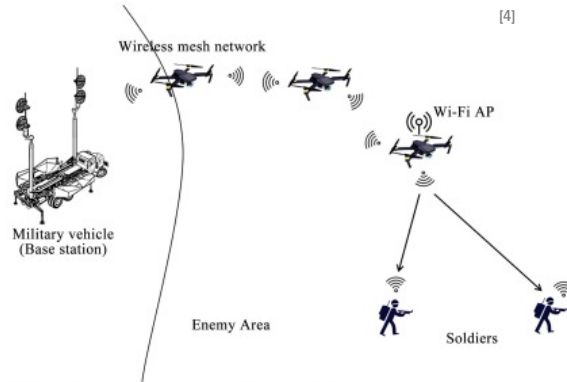 [4]
Wireless mesh network
Wi-Fi AP
Military vehicle
(Base station)
Enemy Area
Soldiers